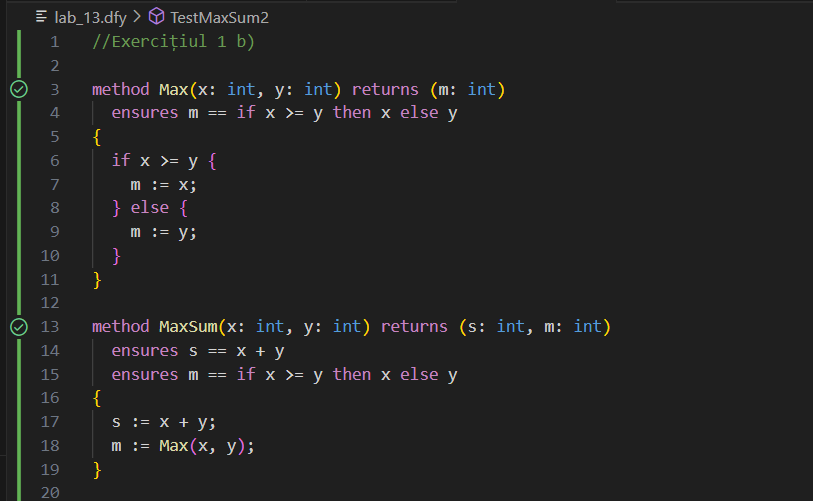 lab_13.dfy > TestMaxSum2
1 //Exercițiul 1 b)
2
3 method Max(x: int, y: int) returns (m: int)
4 ensures m == if x >= y then x else y
5 {
6 if x >= y {
7 m := x;
8 } else {
9 m := y;
10 }
11 }
12
13 method MaxSum(x: int, y: int) returns (s: int, m: int)
14 ensures s == x + y
15 ensures m == if x >= y then x else y
16 {
17 s := x + y;
18 m := Max(x, y);
19 }
20